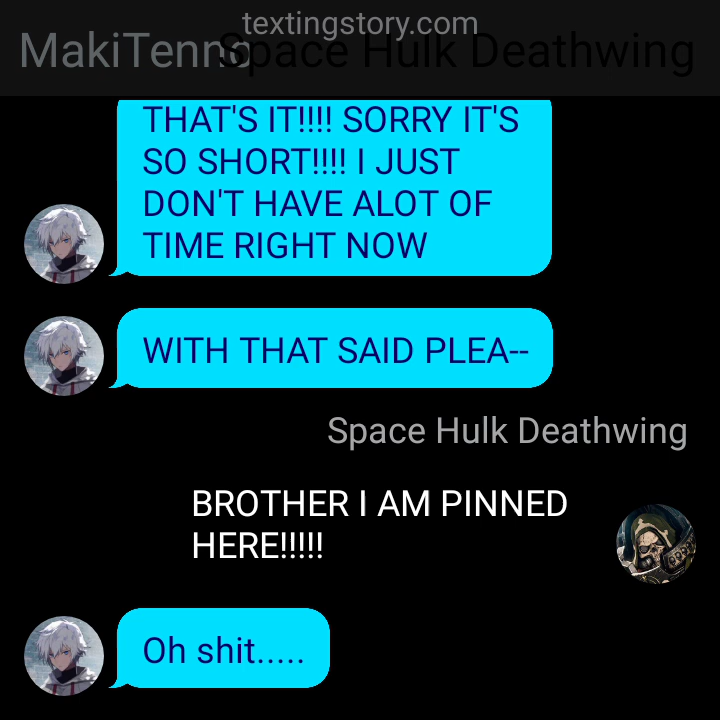 textingstory.com
MakiTenno
Space Hulk Deathwing
THAT'S IT!!!! SORRY IT'S
SO SHORT!!!! I JUST
DON'T HAVE ALOT OF
TIME RIGHT NOW
WITH THAT SAID PLEA--
Space Hulk Deathwing
BROTHER I AM PINNED
HERE!!!!!
Oh shit.....